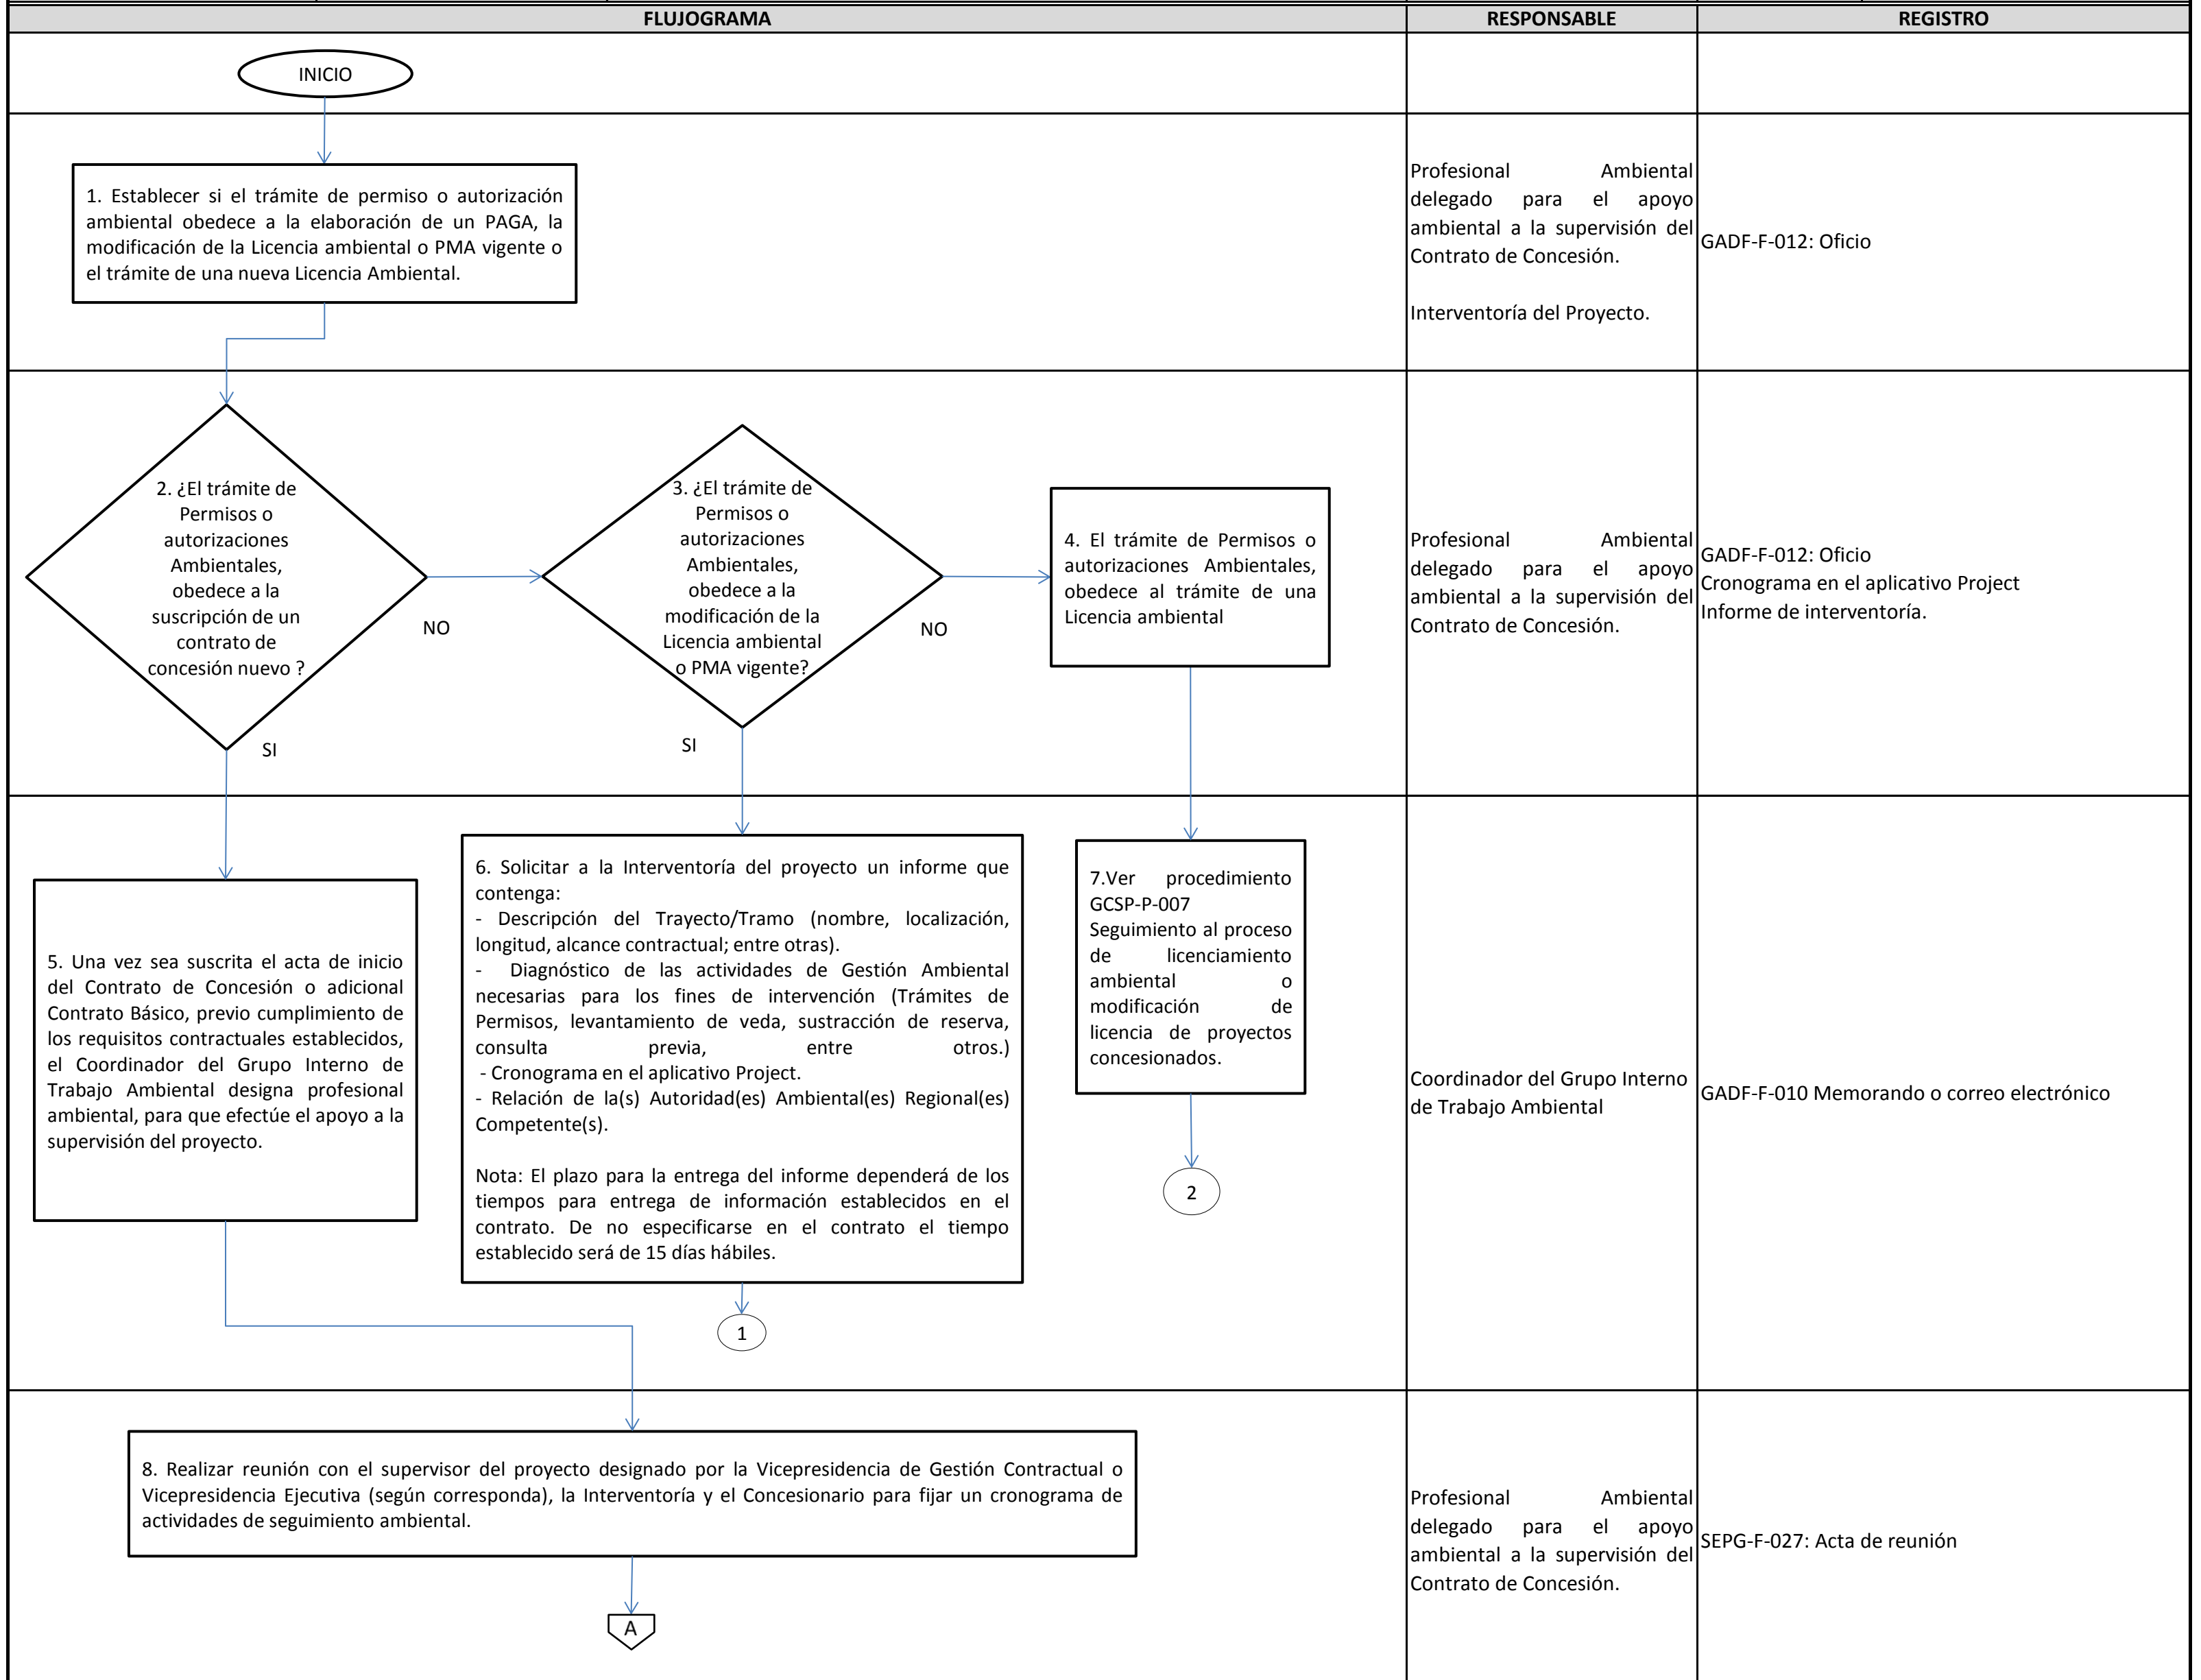 FLUJOGRAMA
RESPONSABLE
REGISTRO
INICIO
1. Establecer si el trámite de permiso o autorización
ambiental obedece a la elaboración de un PAGA, la
modificación de la Licencia ambiental o PMA vigente o
el trámite de una nueva Licencia Ambiental.
Profesional Ambiental
delegado para el apoyo
ambiental a la supervisión del
Contrato de Concesión.
Interventoría del Proyecto.
GADF-F-012: Oficio
2. ¿El trámite de
Permisos o
autorizaciones
Ambientales,
obedece a la
suscripción de un
contrato de
concesión nuevo ?
NO
SI
3. ¿El trámite de
Permisos o
autorizaciones
Ambientales,
obedece a la
modificación de la
Licencia ambiental
o PMA vigente?
NO
SI
4. El trámite de Permisos o
autorizaciones Ambientales,
obedece al trámite de una
Licencia ambiental
Profesional Ambiental
delegado para el apoyo
ambiental a la supervisión del
Contrato de Concesión.
GADF-F-012: Oficio
Cronograma en el aplicativo Project
Informe de interventoría.
5. Una vez sea suscrita el acta de inicio
del Contrato de Concesión o adicional
Contrato Básico, previo cumplimiento de
los requisitos contractuales establecidos,
el Coordinador del Grupo Interno de
Trabajo Ambiental designa profesional
ambiental, para que efectúe el apoyo a la
supervisión del proyecto.
6. Solicitar a la Interventoría del proyecto un informe que
contenga:
- Descripción del Trayecto/Tramo (nombre, localización,
longitud, alcance contractual; entre otras).
- Diagnóstico de las actividades de Gestión Ambiental
necesarias para los fines de intervención (Trámites de
Permisos, levantamiento de veda, sustracción de reserva,
consulta previa, entre otros.)
- Cronograma en el aplicativo Project.
- Relación de la(s) Autoridad(es) Ambiental(es) Regional(es)
Competente(s).
Nota: El plazo para la entrega del informe dependerá de los
tiempos para entrega de información establecidos en el
contrato. De no especificarse en el contrato el tiempo
establecido será de 15 días hábiles.
1
7.Ver procedimiento
GCSP-P-007
Seguimiento al proceso
de licenciamiento
ambiental o
modificación de
licencia de proyectos
concesionados.
2
Coordinador del Grupo Interno
de Trabajo Ambiental
GADF-F-010 Memorando o correo electrónico
8. Realizar reunión con el supervisor del proyecto designado por la Vicepresidencia de Gestión Contractual o
Vicepresidencia Ejecutiva (según corresponda), la Interventoría y el Concesionario para fijar un cronograma de
actividades de seguimiento ambiental.
A
Profesional Ambiental
delegado para el apoyo
ambiental a la supervisión del
Contrato de Concesión.
SEPG-F-027: Acta de reunión